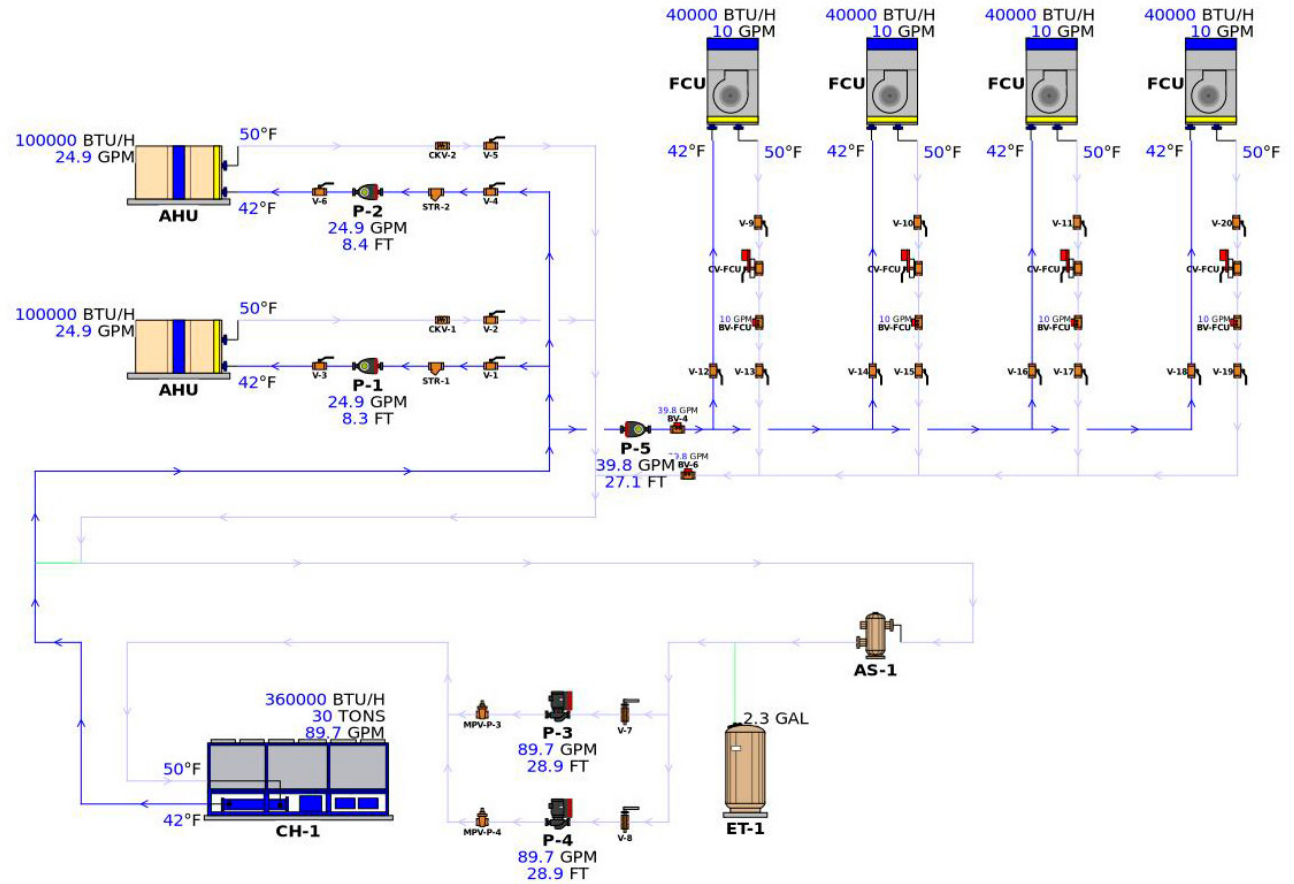 40000 BTU/H
10 GPM
FCU
42°F
50°F
40000 BTU/H
10 GPM
FCU
42°F
50°F
40000 BTU/H
10 GPM
FCU
42°F
50°F
40000 BTU/H
10 GPM
FCU
42°F
50°F
100000 BTU/H
24.9 GPM
AHU
50°F
42°F
CKV-2
V-5
V-6
P-2
24.9 GPM
8.4 FT
STR-2
V-4
100000 BTU/H
24.9 GPM
AHU
50°F
42°F
CKV-1
V-2
V-3
P-1
24.9 GPM
8.3 FT
STR-1
V-1
V-9
V-10
V-11
V-20
CV-FCU
CV-FCU
CV-FCU
CV-FCU
10 GPM
BV-FCU
10 GPM
BV-FCU
10 GPM
BV-FCU
10 GPM
BV-FCU
V-12
V-13
V-14
V-15
V-16
V-17
V-18
V-19
39.8 GPM
BV-4
P-5
39.8 GPM
27.1 FT
GPM
BV-6
AS-1
2.3 GAL
ET-1
MPV-P-3
P-3
89.7 GPM
28.9 FT
V-7
MPV-P-4
P-4
89.7 GPM
28.9 FT
V-8
360000 BTU/H
30 TONS
89.7 GPM
50°F
42°F
CH-1